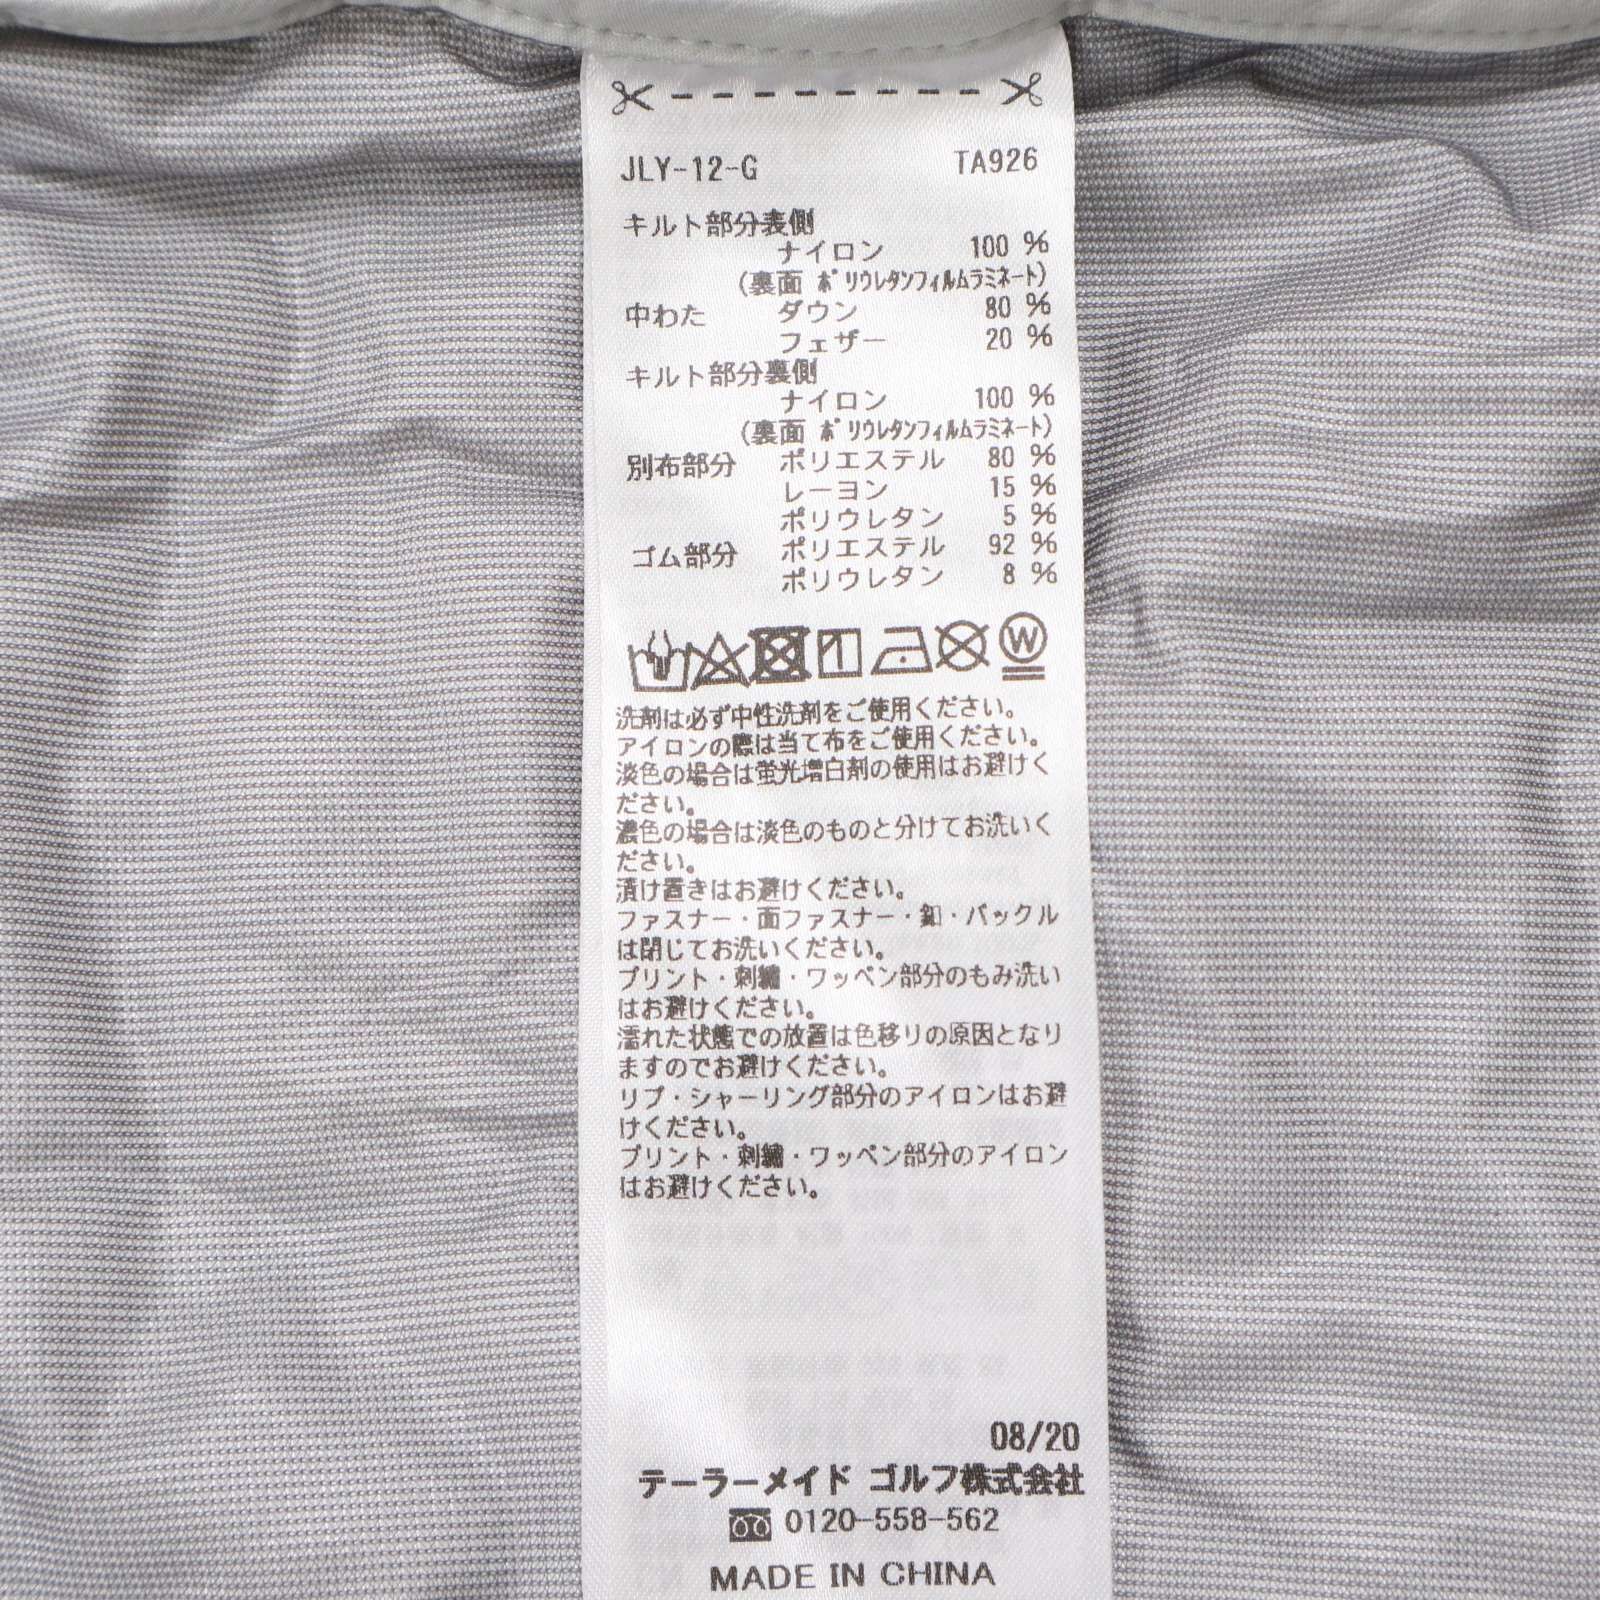 JLY-12-G TA926
キルト部分表側
ナイロン 100 %
(裏面 ポリウレタンフィルムラミネート)
中わた ダウン 80 %
フェザー 20 %
キルト部分裏側
ナイロン 100 %
(裏面 ポリウレタンフィルムラミネート)
別布部分 ポリエステル 80 %
レーヨン 15 %
ポリウレタン 5 %
ゴム部分 ポリエステル 92 %
ポリウレタン 8 %
W
洗剤は必ず中性洗剤をご使用ください。
アイロンの際は当て布をご使用ください。
淡色の場合は蛍光増白剤の使用はお避けく
ださい。
濃色の場合は淡色のものと分けてお洗いく
ださい。
漬け置きはお避けください。
ファスナー・面ファスナー・釦・バックル
は閉じてお洗いください。
プリント・刺繍・ワッペン部分のもみ洗い
はお避けください。
濡れた状態での放置は色移りの原因となり
ますのでお避けください。
リブ・シャーリング部分のアイロンはお避
けください。
プリント・刺繍・ワッペン部分のアイロン
はお避けください。
08/20
テーラーメイド ゴルフ株式会社
0120-558-562
MADE IN CHINA